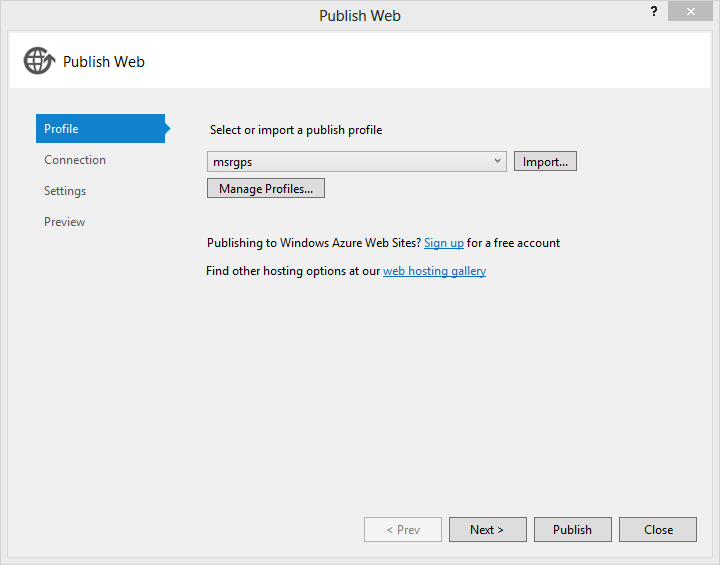 Publish Web
?
Publish Web
Profile
Connection
Settings
Preview
Select or import a publish profile
msrgps
Import...
Manage Profiles...
Publishing to Windows Azure Web Sites? Sign up for a free account
Find other hosting options at our web hosting gallery
< Prev
Next >
Publish
Close